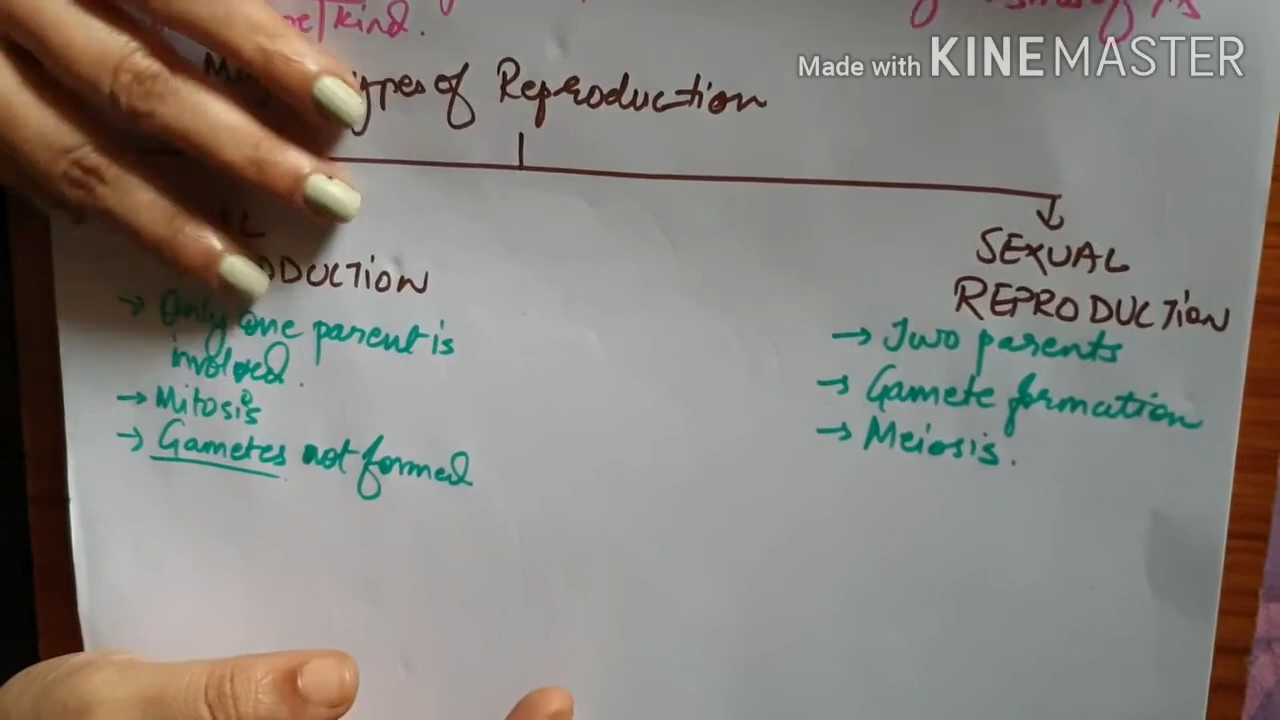 kind.
Made with KINEMASTER
types of Reproduction
SEXUAL
REPRODUCTION
Only one parent is
involved.
→ Mitosis
→ Gametes not formed
→ Two parents
→ Gamete formation
→ Meiosis.